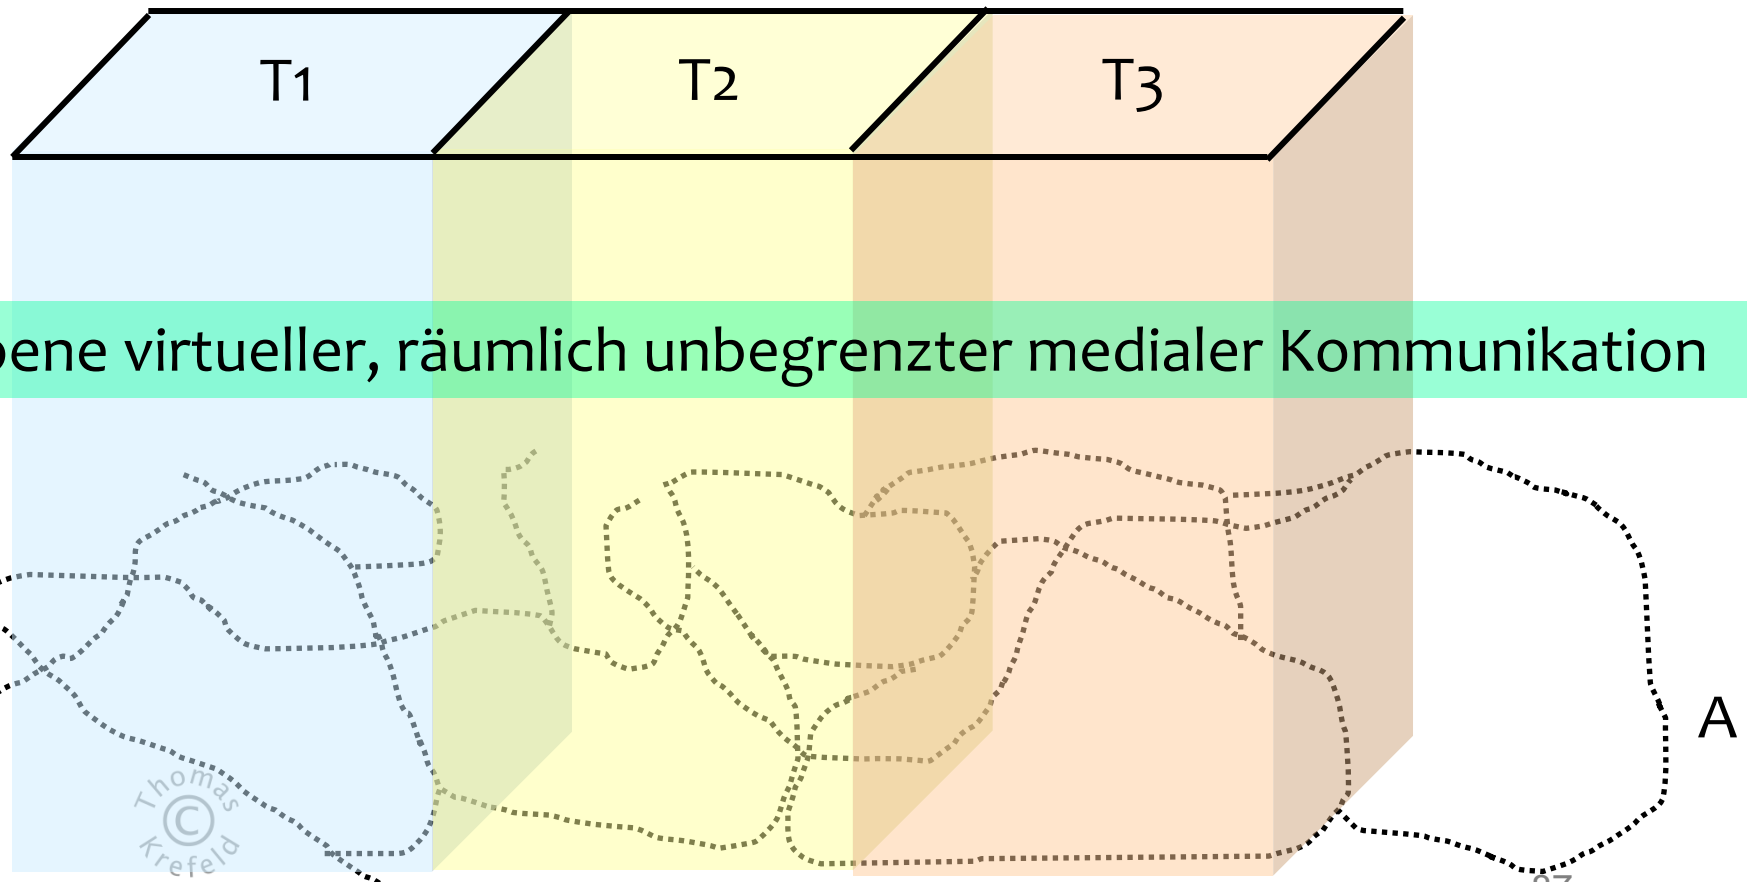 T1 T2 T3
ene virtueller, räumlich unbegrenzter medialer Kommunikation
A
Thomas
©
Krefeld